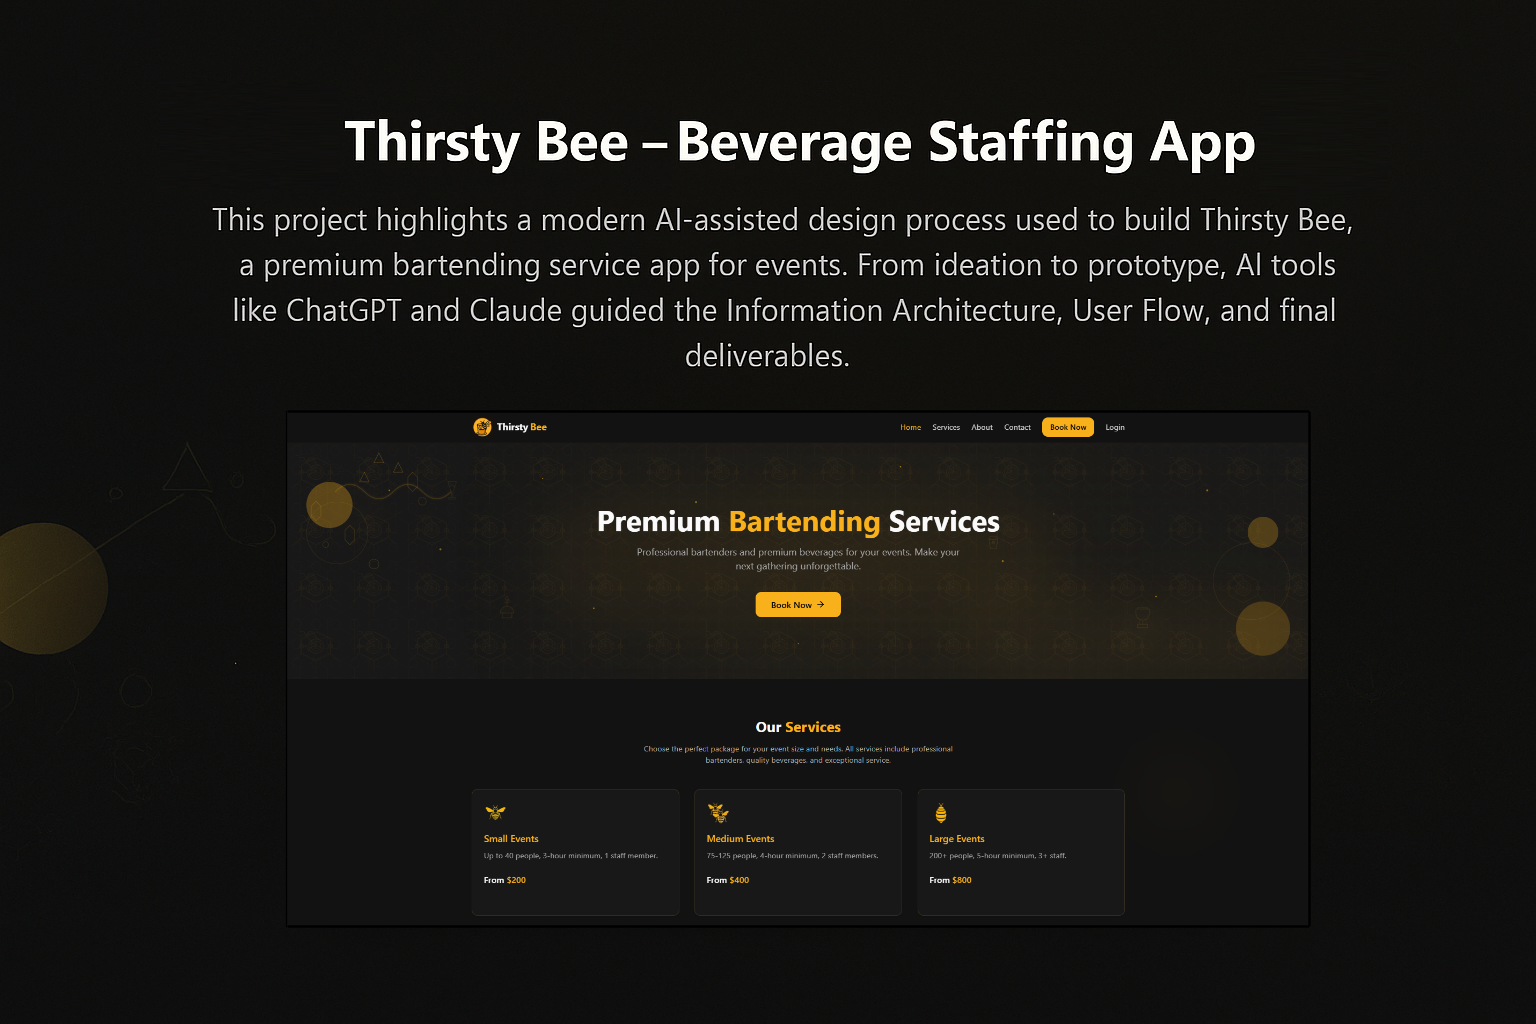 Thirsty Bee – Beverage Staffing App
This project highlights a modern AI-assisted design process used to build Thirsty Bee,
a premium bartending service app for events. From ideation to prototype, AI tools
like ChatGPT and Claude guided the Information Architecture, User Flow, and final
deliverables.
Thirsty Bee
Home Services About Contact Book Now Login
Premium Bartending Services
Professional bartenders and premium beverages for your events. Make your
next gathering unforgettable.
Book Now →
Our Services
Choose the perfect package for your event size and needs. All services include professional
bartenders, quality beverages, and exceptional service.
Small Events
Up to 40 people, 3-hour minimum, 1 staff member.
From $200
Medium Events
75-125 people, 4-hour minimum, 2 staff members.
From $400
Large Events
200+ people, 5-hour minimum, 3+ staff.
From $800